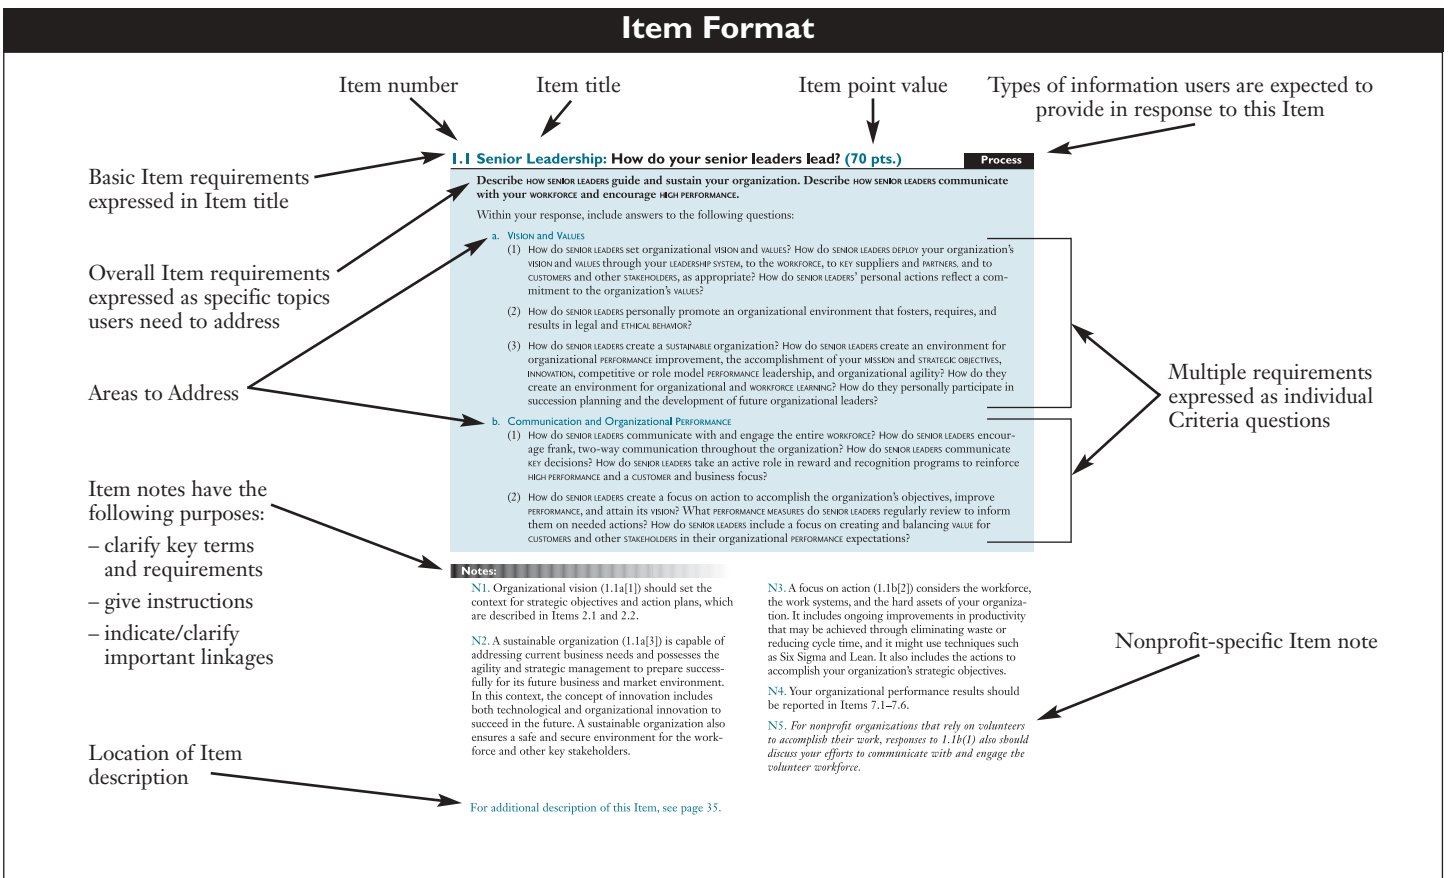 Item Format
Item number
Item title
Item point value
Types of information users are expected to
provide in response to this Item
Basic Item requirements
expressed in Item title
Overall Item requirements
expressed as specific topics
users need to address
Areas to Address
Item notes have the
following purposes:
– clarify key terms
and requirements
– give instructions
– indicate/clarify
important linkages
Location of Item
description
1.1 Senior Leadership: How do your senior leaders lead? (70 pts.)
Process
Describe HOW SENIOR LEADERS guide and sustain your organization. Describe HOW SENIOR LEADERS communicate
with your WORKFORCE and encourage HIGH PERFORMANCE.
Within your response, include answers to the following questions:
a. VISION and VALUES
(1) HOW do SENIOR LEADERS set organizational VISION and VALUES? HOW do SENIOR LEADERS DEPLOY your organization's
VISION and VALUES through your LEADERSHIP SYSTEM, to the WORKFORCE, to KEY suppliers and PARTNERS, and to
CUSTOMERS and other STAKEHOLDERS, as appropriate? HOW do SENIOR LEADERS' personal actions reflect a com-
mitment to the organization's VALUES?
(2) HOW do SENIOR LEADERS personally promote an organizational environment that fosters, requires, and
results in legal and ETHICAL BEHAVIOR?
(3) HOW do SENIOR LEADERS create a SUSTAINABLE organization? HOW do SENIOR LEADERS create an environment for
organizational PERFORMANCE improvement, the accomplishment of your MISSION and STRATEGIC OBJECTIVES,
INNOVATION, competitive or role model PERFORMANCE leadership, and organizational agility? HOW do they
create an environment for organizational and WORKFORCE LEARNING? HOW do they personally participate in
succession planning and the development of future organizational leaders?
b. Communication and Organizational PERFORMANCE
(1) HOW do SENIOR LEADERS communicate with and engage the entire WORKFORCE? HOW do SENIOR LEADERS encour-
age frank, two-way communication throughout the organization? HOW do SENIOR LEADERS communicate
KEY decisions? HOW do SENIOR LEADERS take an active role in reward and recognition programs to reinforce
HIGH PERFORMANCE and a CUSTOMER and business focus?
(2) HOW do SENIOR LEADERS create a focus on action to accomplish the organization's objectives, improve
PERFORMANCE, and attain its VISION? What PERFORMANCE MEASURES do SENIOR LEADERS regularly review to inform
them on needed actions? HOW do SENIOR LEADERS include a focus on creating and balancing VALUE for
CUSTOMERS and other STAKEHOLDERS in their organizational PERFORMANCE expectations?
Multiple requirements
expressed as individual
Criteria questions
Notes:
N1. Organizational vision (1.1a[1]) should set the
context for strategic objectives and action plans, which
are described in Items 2.1 and 2.2.
N2. A sustainable organization (1.1a[3]) is capable of
addressing current business needs and possesses the
agility and strategic management to prepare success-
fully for its future business and market environment.
In this context, the concept of innovation includes
both technological and organizational innovation to
succeed in the future. A sustainable organization also
ensures a safe and secure environment for the work-
force and other key stakeholders.
N3. A focus on action (1.1b[2]) considers the workforce,
the work systems, and the hard assets of your organiza-
tion. It includes ongoing improvements in productivity
that may be achieved through eliminating waste or
reducing cycle time, and it might use techniques such
as Six Sigma and Lean. It also includes the actions to
accomplish your organization's strategic objectives.
N4. Your organizational performance results should
be reported in Items 7.1–7.6.
N5. For nonprofit organizations that rely on volunteers
to accomplish their work, responses to 1.1b(1) also should
discuss your efforts to communicate with and engage the
volunteer workforce.
Nonprofit-specific Item note
For additional description of this Item, see page 35.